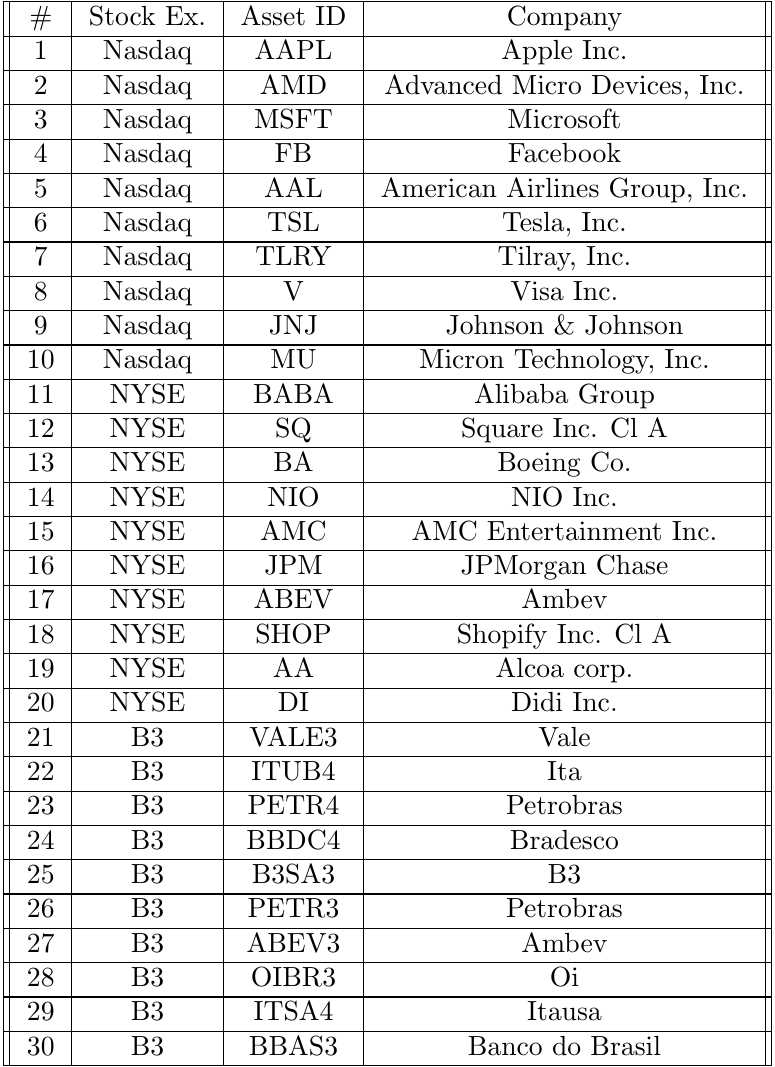 # Stock Ex. Asset ID Company
1 Nasdaq AAPL Apple Inc.
2 Nasdaq AMD Advanced Micro Devices, Inc.
3 Nasdaq MSFT Microsoft
4 Nasdaq FB Facebook
5 Nasdaq AAL American Airlines Group, Inc.
6 Nasdaq TSL Tesla, Inc.
7 Nasdaq TLRY Tilray, Inc.
8 Nasdaq V Visa Inc.
9 Nasdaq JNJ Johnson & Johnson
10 Nasdaq MU Micron Technology, Inc.
11 NYSE BABA Alibaba Group
12 NYSE SQ Square Inc. Cl A
13 NYSE BA Boeing Co.
14 NYSE NIO NIO Inc.
15 NYSE AMC AMC Entertainment Inc.
16 NYSE JPM JPMorgan Chase
17 NYSE ABEV Ambev
18 NYSE SHOP Shopify Inc. Cl A
19 NYSE AA Alcoa corp.
20 NYSE DI Didi Inc.
21 B3 VALE3 Vale
22 B3 ITUB4 Ita
23 B3 PETR4 Petrobras
24 B3 BBDC4 Bradesco
25 B3 B3SA3 B3
26 B3 PETR3 Petrobras
27 B3 ABEV3 Ambev
28 B3 OIBR3 Oi
29 B3 ITSA4 Itausa
30 B3 BBAS3 Banco do Brasil